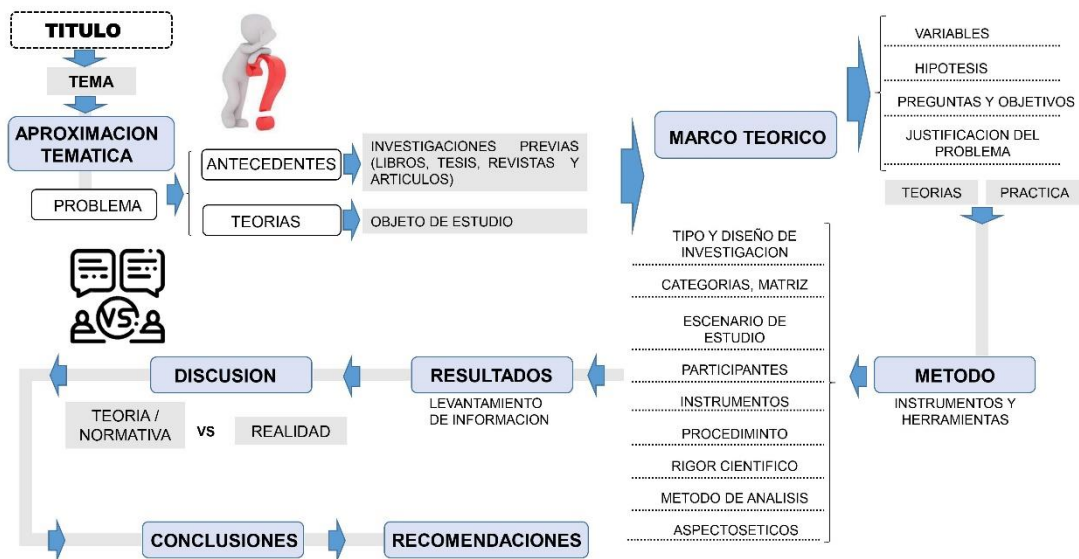 TITULO
TEMA
APROXIMACION
TEMATICA
PROBLEMA
ANTECEDENTES
INVESTIGACIONES PREVIAS
(LIBROS, TESIS, REVISTAS Y
ARTICULOS)
TEORIAS
OBJETO DE ESTUDIO
MARCO TEORICO
VARIABLES
HIPOTESIS
PREGUNTAS Y OBJETIVOS
JUSTIFICACION DEL
PROBLEMA
TEORIAS
PRACTICA
METODO
INSTRUMENTOS Y
HERRAMIENTAS
TIPO Y DISEÑO DE
INVESTIGACION
CATEGORIAS, MATRIZ
ESCENARIO DE
ESTUDIO
PARTICIPANTES
INSTRUMENTOS
PROCEDIMINTO
RIGOR CIENTIFICO
METODO DE ANALISIS
ASPECTOSETICOS
RESULTADOS
LEVANTAMIENTO
DE INFORMACION
VS:
DISCUSION
TEORIA /
NORMATIVA
VS
REALIDAD
CONCLUSIONES
RECOMENDACIONES